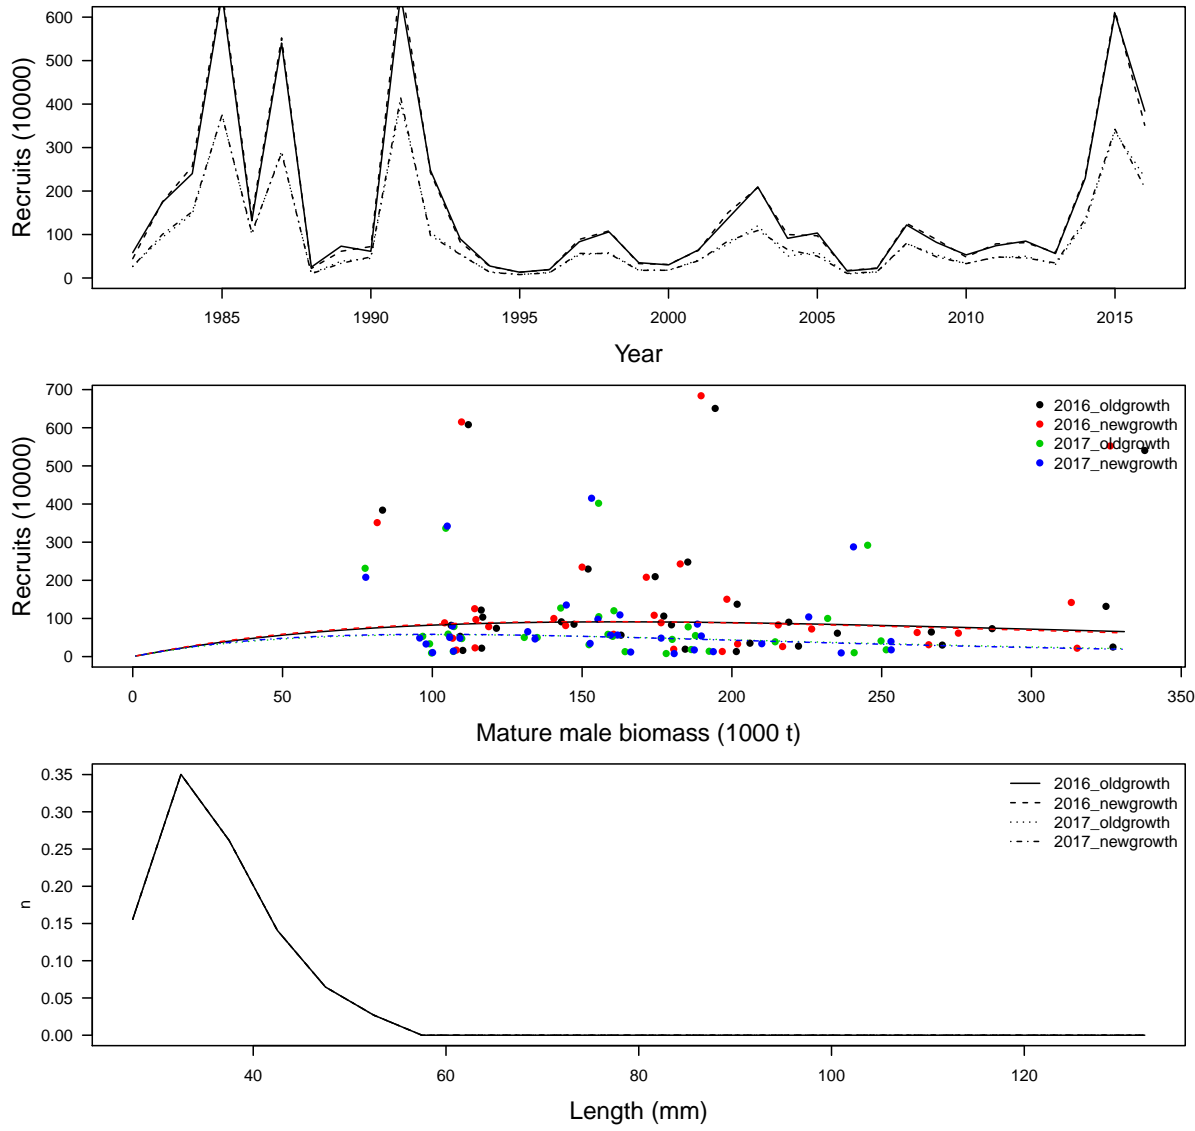 Recruits (10000)
600
500
400
300
200
100
0
1985 1990 1995 2000 2005 2010 2015
Year
Recruits (10000)
700
600
500
400
300
200
100
0
2016_oldgrowth
2016_newgrowth
2017_oldgrowth
2017_newgrowth
0 50 100 150 200 250 300 350
Mature male biomass (1000 t)
n
0.35
0.30
0.25
0.20
0.15
0.10
0.05
0.00
2016_oldgrowth
2016_newgrowth
2017_oldgrowth
2017_newgrowth
40 60 80 100 120
Length (mm)